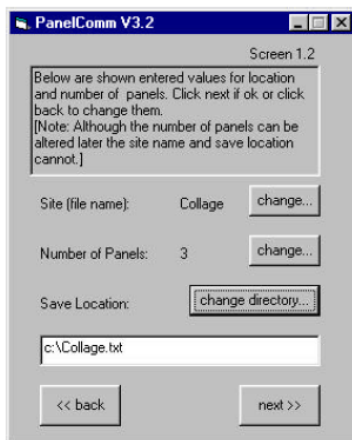 PanelComm V3.2
Screen 1.2
Below are shown entered values for location
and number of panels. Click next if ok or click
back to change them.
[Note: Although the number of panels can be
altered later the site name and save location
cannot.]
Site (file name): Collage change...
Number of Panels: 3 change...
Save Location: change directory...
c:\Collage.txt
<< back next >>